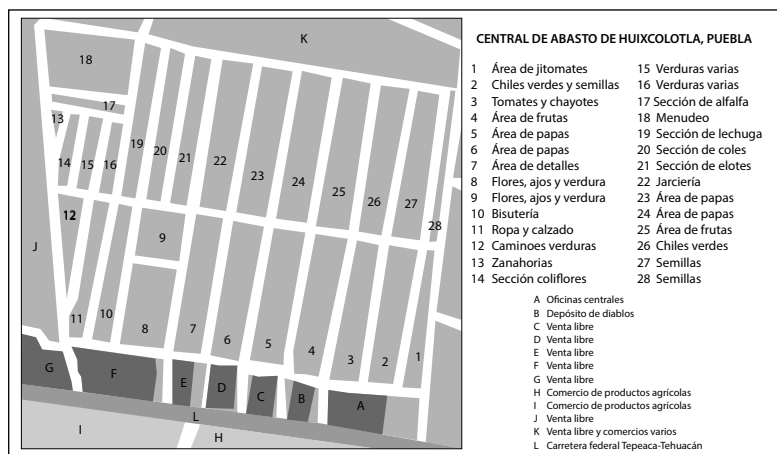 CENTRAL DE ABASTO DE HUIXCOLOTLA, PUEBLA
1 Área de jitomates
2 Chiles verdes y semillas
3 Tomates y chayotes
4 Área de frutas
5 Área de papas
6 Área de papas
7 Área de detalles
8 Flores, ajos y verdura
9 Flores, ajos y verdura
10 Bisutería
11 Ropa y calzado
12 Caminoes verduras
13 Zanahorias
14 Sección coliflores
15 Verduras varias
16 Verduras varias
17 Sección de alfalfa
18 Menudeo
19 Sección de lechuga
20 Sección de coles
21 Sección de elotes
22 Jarciería
23 Área de papas
24 Área de papas
25 Área de frutas
26 Chiles verdes
27 Semillas
28 Semillas
A Oficinas centrales
B Depósito de diablos
C Venta libre
D Venta libre
E Venta libre
F Venta libre
G Venta libre
H Comercio de productos agrícolas
I Comercio de productos agrícolas
J Venta libre
K Venta libre y comercios varios
L Carretera federal Tepeaca-Tehuacán
K
18
17
13
14 15 16 19 20 21 22 23 24 25 26 27
28
12
9
J
11 10 8 7 6 5 4 3 2 1
G F E D C B A
L
I H